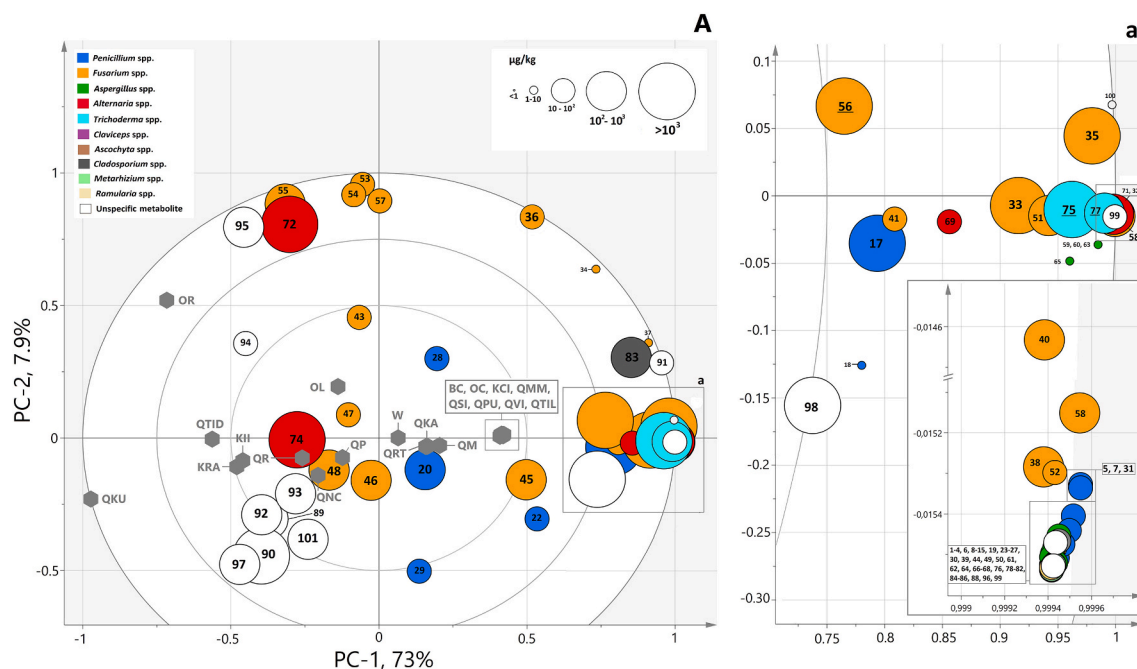 A
a
Penicillium spp.
Fusarium spp.
Aspergillus spp.
Alternaria spp.
Trichoderma spp.
Claviceps spp.
Ascochyta spp.
Cladosporium spp.
Metarhizium spp.
Ramularia spp.
Unspecific metabolite
µg/kg
<1
1-10
10 - 10²
10² - 10³
>10³
PC-2, 7.9%
1
0.5
0
-0.5
-1
-0.5
0
0.5
1
PC-1, 73%
53
55
54
57
36
95
72
34
OR
43
37
94
28
83
91
OL
a
BC, OC, KCI, QMM,
QSI, QPU, QVI, QTIL
47
QTID
W
QKA
74
KII
QR
QP
QRT
QM
KRA
48
46
20
45
QKU
QNC
93
92
89
22
101
90
97
29
0.1
0.05
0
-0.05
-0.1
-0.15
-0.20
-0.25
-0.30
0.75
0.8
0.85
0.90
0.95
1
100
56
35
71, 32
33
51
75
77
99
41
69
58
17
59, 60, 63
65
18
98
-0,0146
-0,0152
-0,0154
40
58
38
52
5, 7, 31
1-4, 6, 8-15, 19, 23-27,
30, 39, 44, 49, 50, 61,
62, 64, 66-68, 76, 78-82,
84-86, 88, 96, 99
0,999
0,9992
0,9994
0,9996